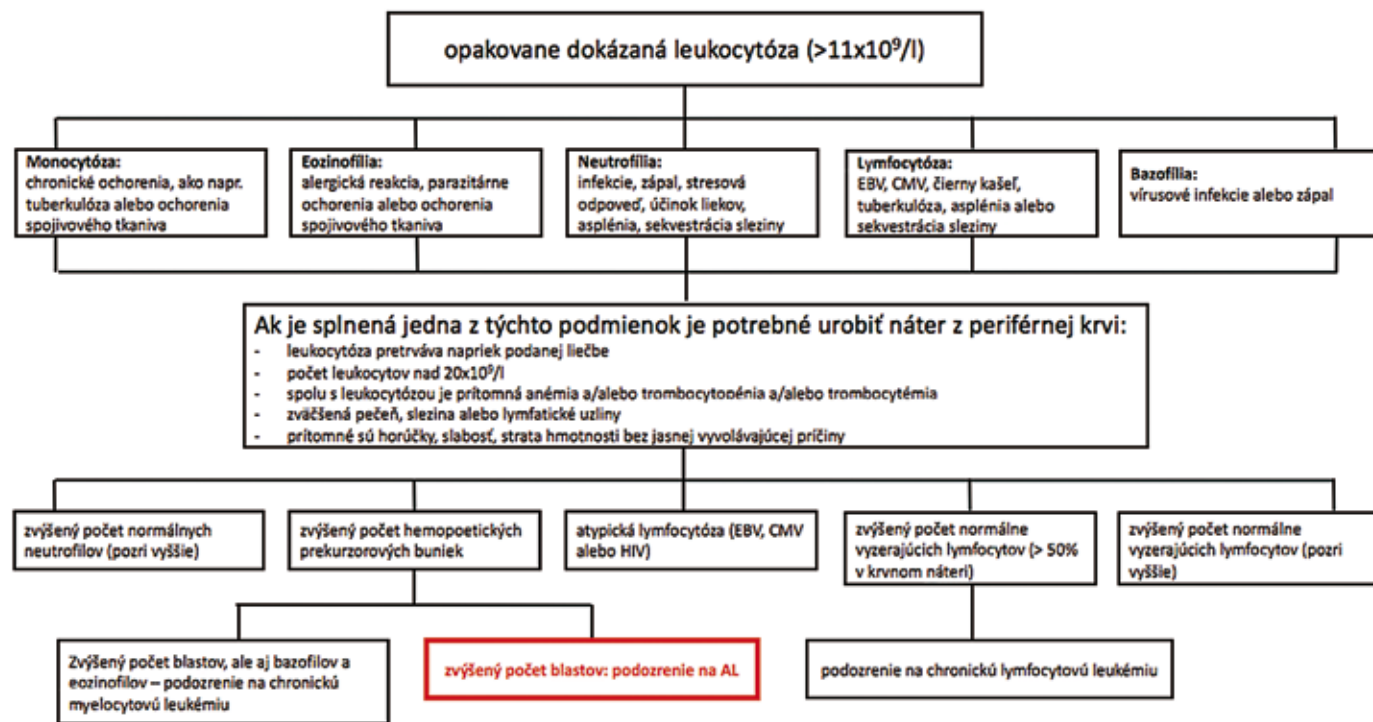 opakovane dokázaná leukocytóza (>11x10⁹/l)
Monocytóza:
chronické ochorenia, ako napr.
tuberkulóza alebo ochorenia
spojivového tkaniva
Eozinofília:
alergická reakcia, parazitárne
ochorenia alebo ochorenia
spojivového tkaniva
Neutrofília:
infekcie, zápal, stresová
odpoveď, účinok liekov,
asplénia, sekvestrácia sleziny
Lymfocytóza:
EBV, CMV, čierny kašeľ,
tuberkulóza, asplénia alebo
sekvestrácia sleziny
Bazofília:
vírusové infekcie alebo zápal
Ak je splnená jedna z týchto podmienok je potrebné urobiť náter z periférnej krvi:
- leukocytóza pretrváva napriek podanej liečbe
- počet leukocytov nad 20x10⁹/l
- spolu s leukocytózou je prítomná anémia a/alebo trombocytopénia a/alebo trombocytémia
- zväčšená pečeň, slezina alebo lymfatické uzliny
- prítomné sú horúčky, slabosť, strata hmotnosti bez jasnej vyvolávajúcej príčiny
zvýšený počet normálnych
neutrofilov (pozri vyššie)
zvýšený počet hemopoetických
prekurzorových buniek
atypická lymfocytóza (EBV, CMV
alebo HIV)
zvýšený počet normálne
vyzerajúcich lymfocytov (> 50%
v krvnom náteri)
zvýšený počet normálne
vyzerajúcich lymfocytov (pozri
vyššie)
Zvýšený počet blastov, ale aj bazofilov a
eozinofilov – podozrenie na chronickú
myelocytovú leukémiu
zvýšený počet blastov: podozrenie na AL
podozrenie na chronickú lymfocytovú leukémiu